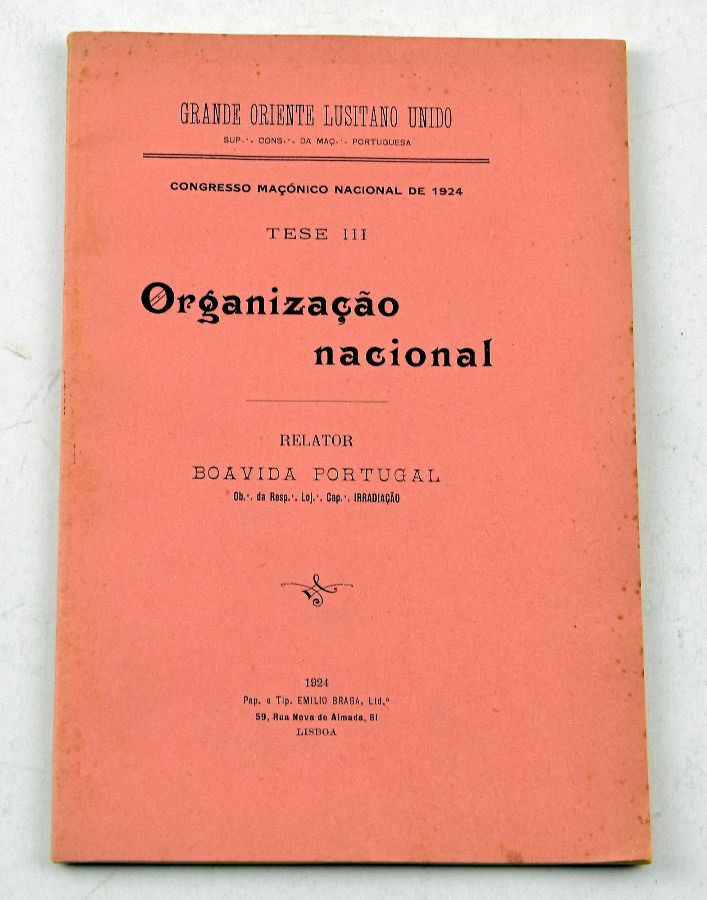 GRANDE ORIENTE LUSITANO UNIDO
SUP∴ CONS∴ DA MAÇ∴ PORTUGUESA
CONGRESSO MAÇÓNICO NACIONAL DE 1924
TESE III
Organização
nacional
RELATOR
BOAVIDA PORTUGAL
Ob∴ da Resp∴ Loj∴ Cap∴ IRRADIAÇÃO
1924
Pap. e Tip. EMILIO BRAGA, Ltd.ª
59, Rua Nova do Almada, 61
LISBOA